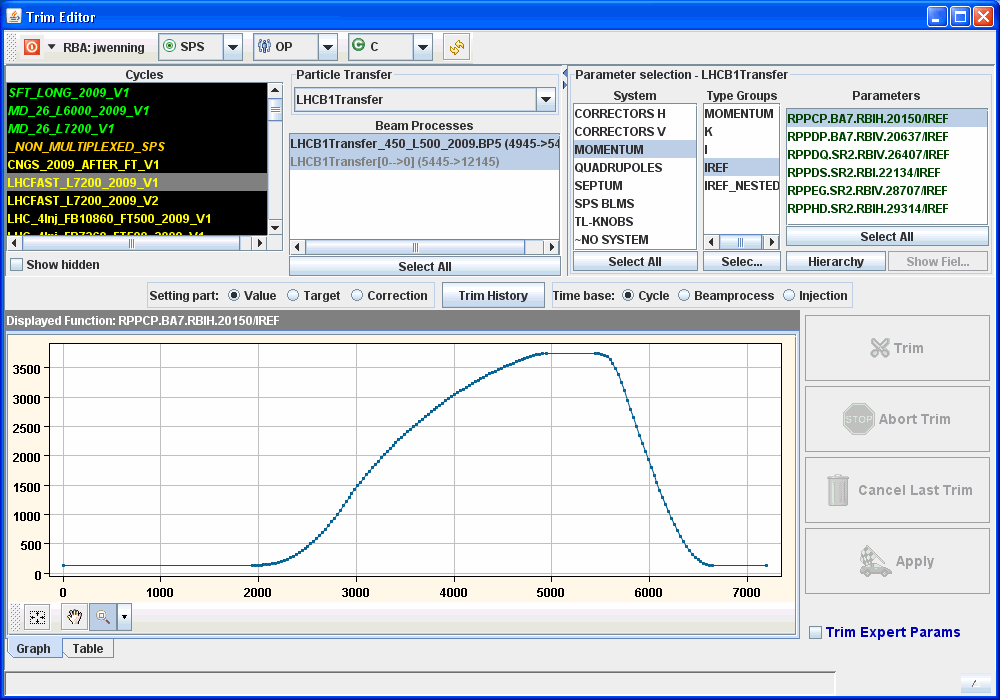 Trim Editor
RBA: jwenning
SPS
OP
C
Cycles
SFT_LONG_2009_V1
MD_26_L6000_2009_V1
MD_26_L7200_V1
_NON_MULTIPLEXED_SPS
CNGS_2009_AFTER_FT_V1
LHCFAST_L7200_2009_V1
LHCFAST_L7200_2009_V2
LHC_4Inj_FB10860_FT500_2009_V1
Show hidden
Particle Transfer
LHCB1Transfer
Beam Processes
LHCB1Transfer_450_L500_2009.BP5 (4945->54
LHCB1Transfer[0-->0] (5445->12145)
Select All
Parameter selection - LHCB1Transfer
System
CORRECTORS H
CORRECTORS V
MOMENTUM
QUADRUPOLES
SEPTUM
SPS BLMS
TL-KNOBS
~NO SYSTEM
Select All
Type Groups
MOMENTUM
K
I
IREF
IREF_NESTED
Selec...
Parameters
RPPCP.BA7.RBIH.20150/IREF
RPPDP.BA7.RBIV.20637/IREF
RPPDQ.SR2.RBIV.26407/IREF
RPPDS.SR2.RBI.22134/IREF
RPPEG.SR2.RBIV.28707/IREF
RPPHD.SR2.RBIH.29314/IREF
Select All
Hierarchy
Show Fiel...
Setting part: Value Target Correction
Trim History
Time base: Cycle Beamprocess Injection
Displayed Function: RPPCP.BA7.RBIH.20150/IREF
3500
3000
2500
2000
1500
1000
500
0
0 1000 2000 3000 4000 5000 6000 7000
Graph
Table
Trim
STOP
Abort Trim
Cancel Last Trim
Apply
Trim Expert Params